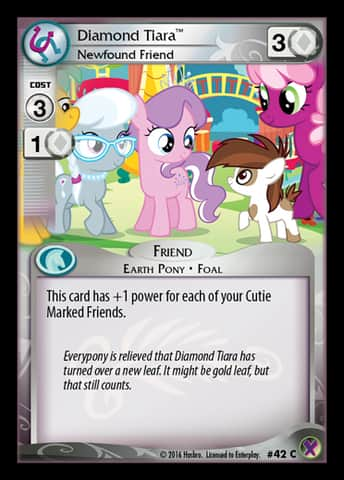 Diamond Tiara™
Newfound Friend
3
COST
3
1
FRIEND
EARTH PONY • FOAL
This card has +1 power for each of your Cutie
Marked Friends.
Everypony is relieved that Diamond Tiara has
turned over a new leaf. It might be gold leaf, but
that still counts.
© 2016 Hasbro. Licensed to Enterplay. #42 C